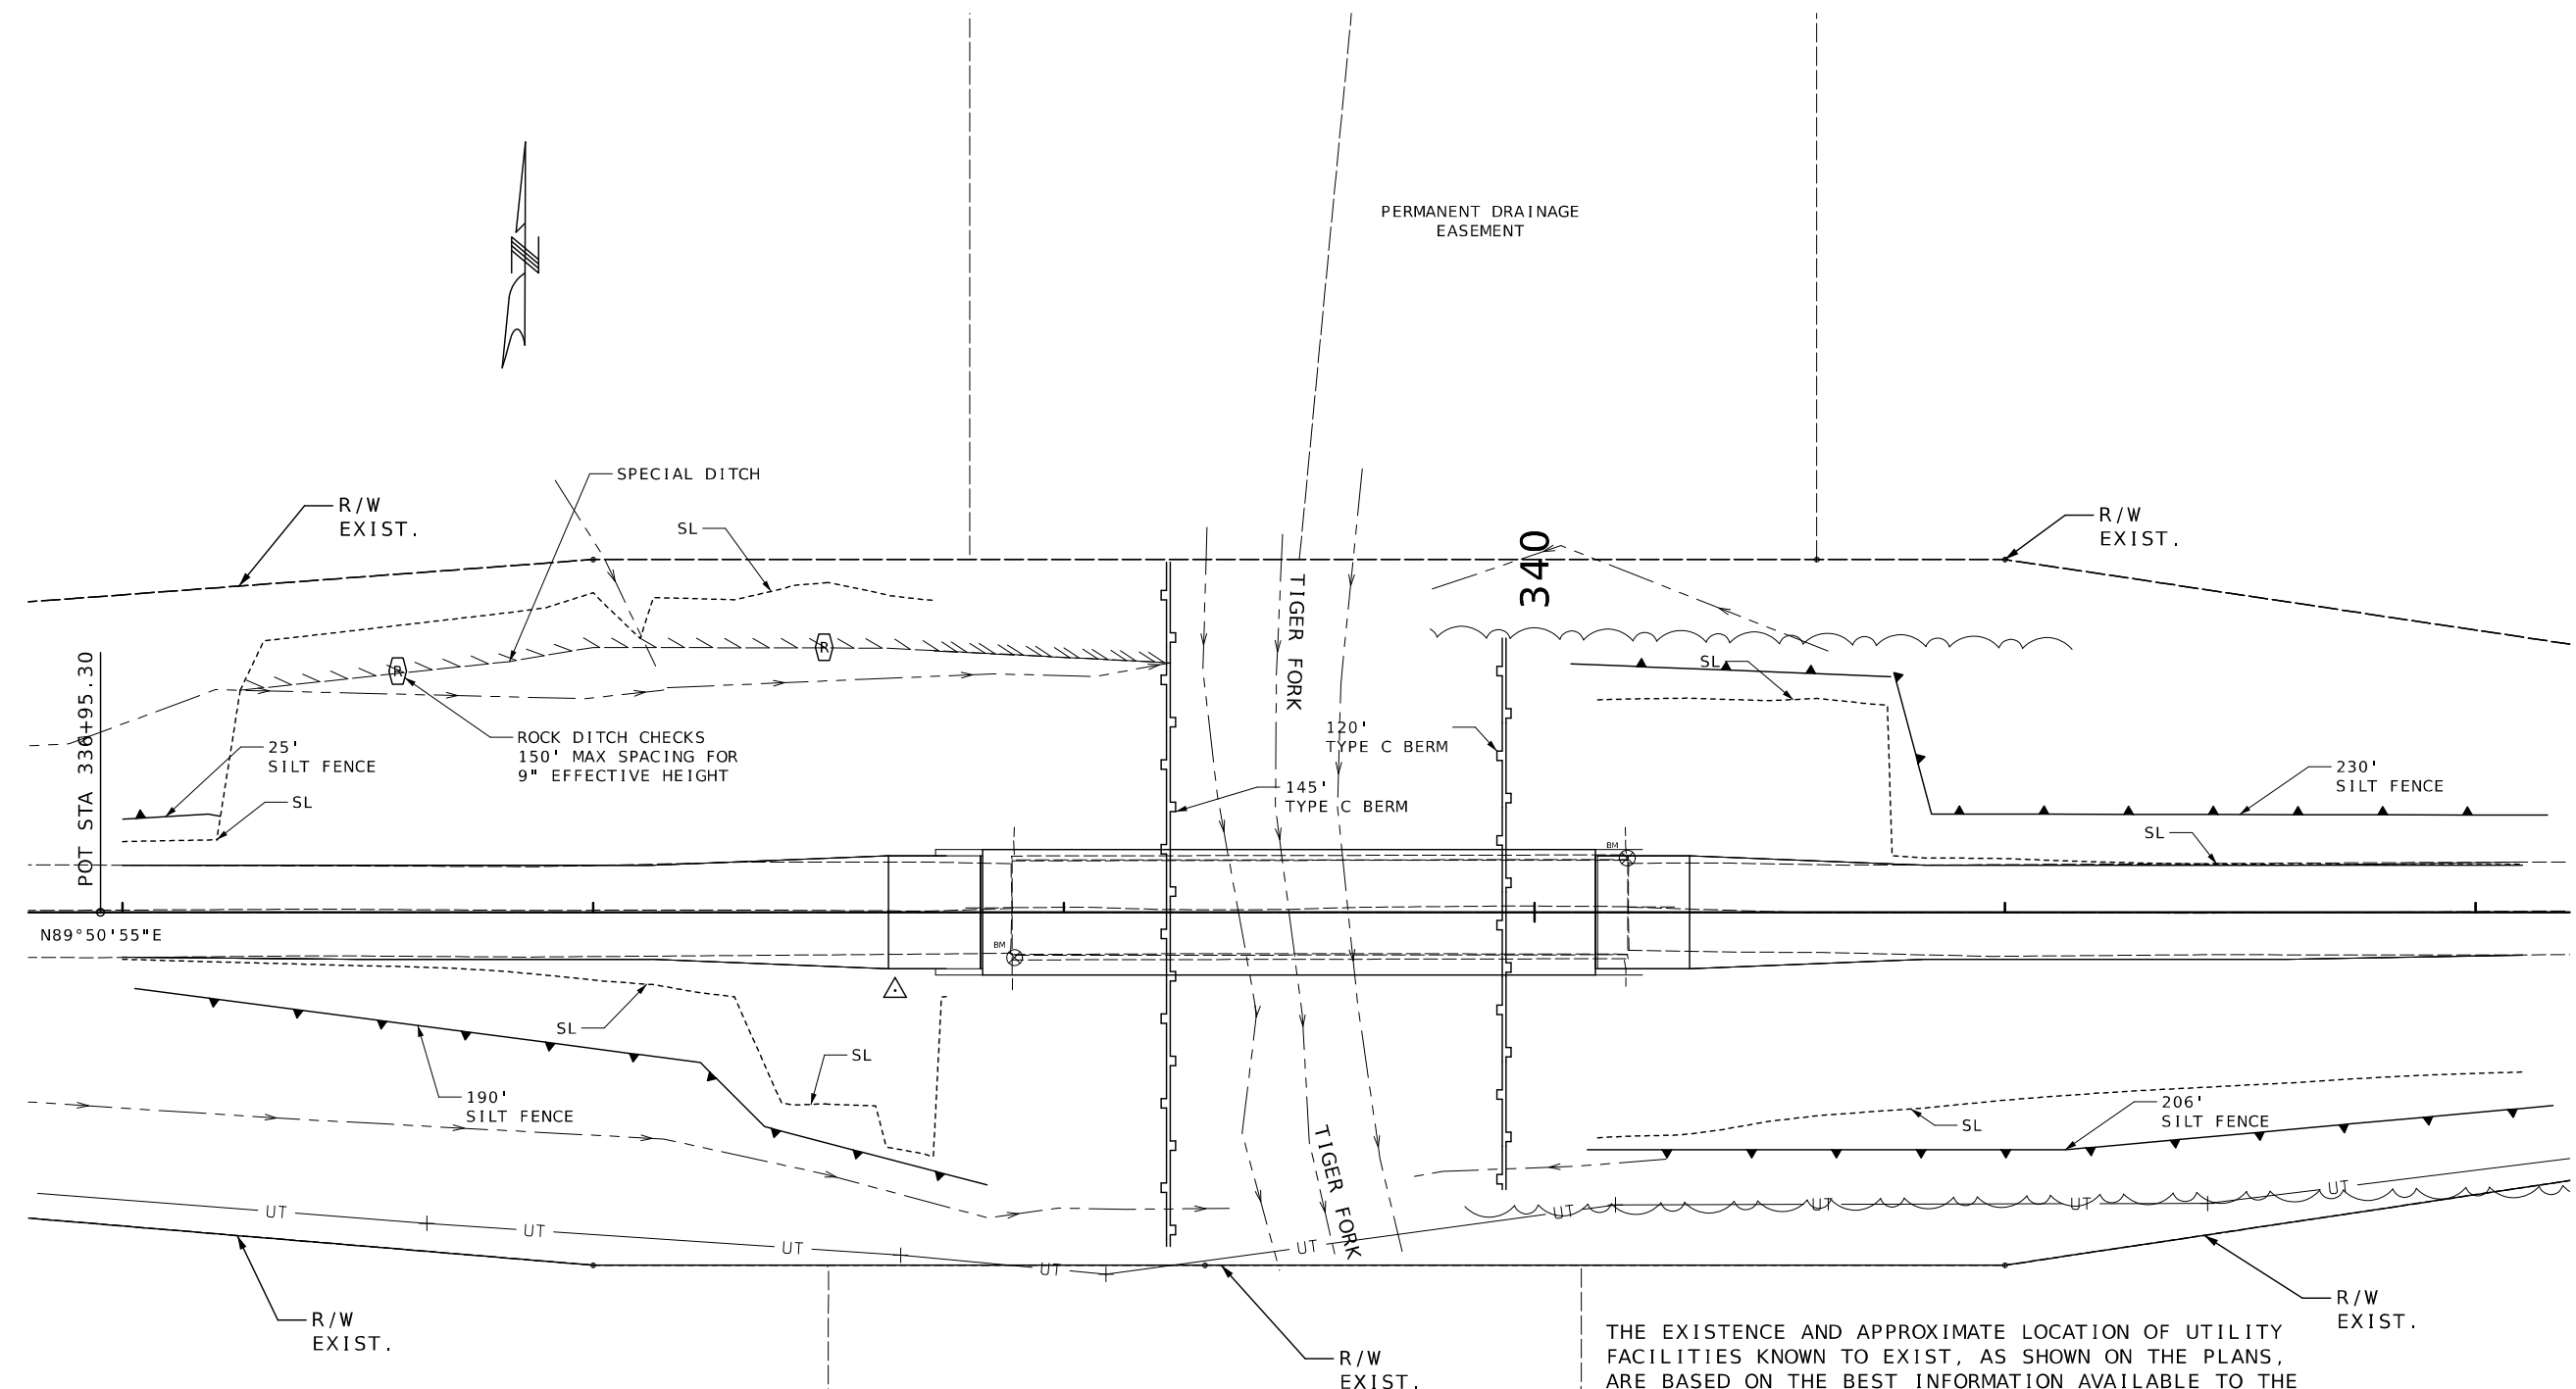 PERMANENT DRAINAGE
EASEMENT
N
SPECIAL DITCH
R/W
EXIST.
SL
R/W
EXIST.
340
TIGER FORK
POT STA 336+95.30
R
R
SL
ROCK DITCH CHECKS
150' MAX SPACING FOR
9" EFFECTIVE HEIGHT
25'
SILT FENCE
SL
120'
TYPE C BERM
145'
TYPE C BERM
230'
SILT FENCE
SL
BM
N89°50'55"E
BM
SL
SL
190'
SILT FENCE
206'
SILT FENCE
SL
TIGER FORK
UT
UT
UT
UT
UT
UT
UT
UT
UT
R/W
EXIST.
R/W
EXIST.
R/W
EXIST.
THE EXISTENCE AND APPROXIMATE LOCATION OF UTILITY
FACILITIES KNOWN TO EXIST, AS SHOWN ON THE PLANS,
ARE BASED ON THE BEST INFORMATION AVAILABLE TO THE